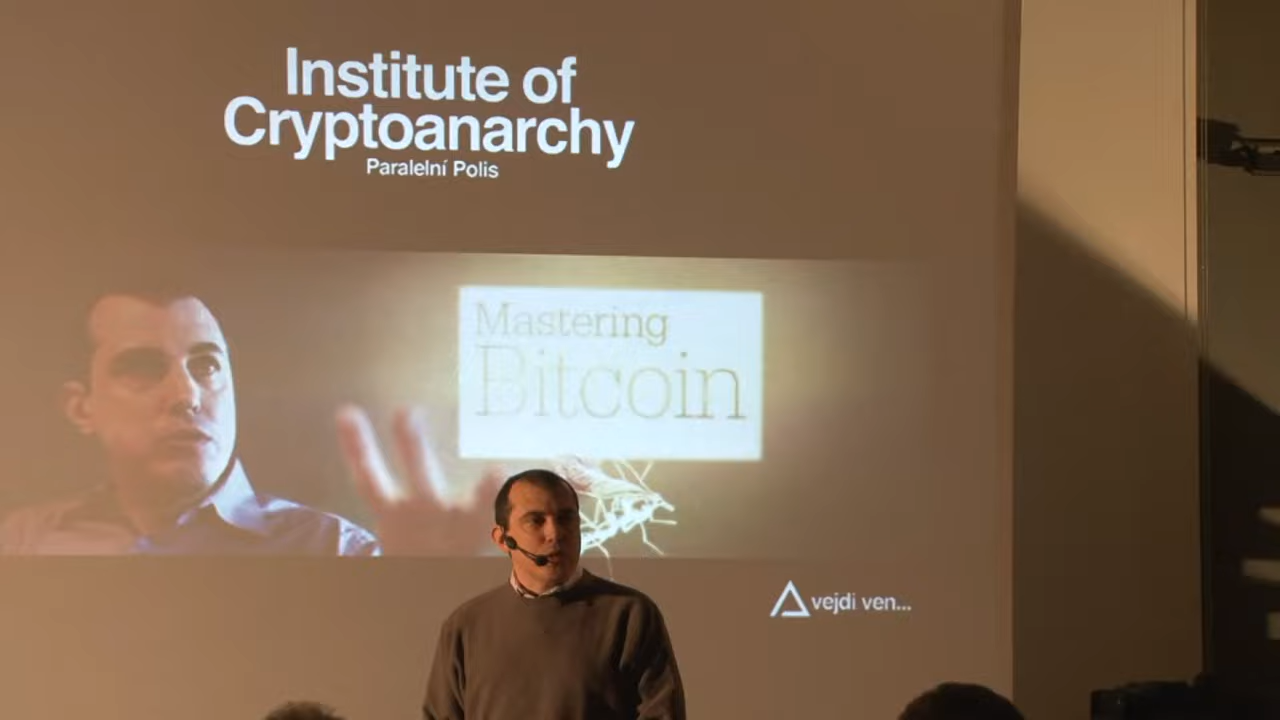 Institute of
Cryptoanarchy
Paralelní Polis
Mastering
Bitcoin
vejdi ven...